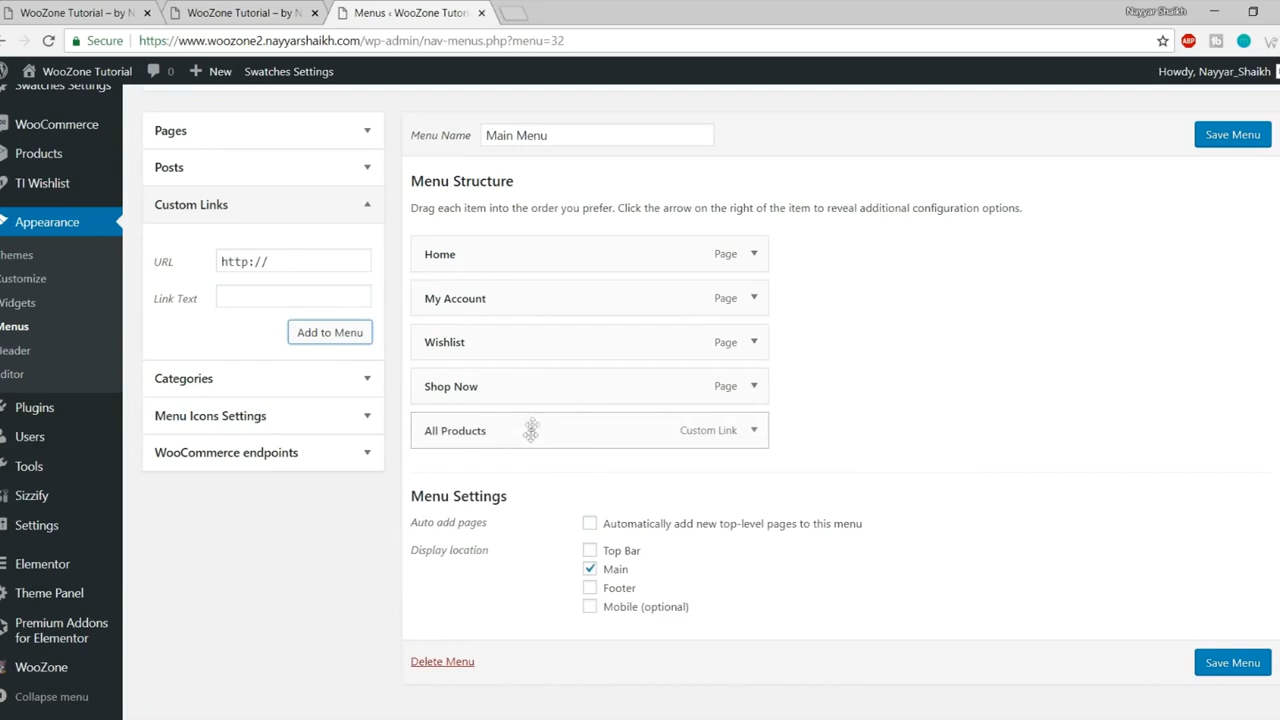 WooZone Tutorial – by N
WooZone Tutorial – by N
Menus ‹ WooZone Tutori
Nayyar Shaikh
Secure
https://www.woozone2.nayyarshaikh.com/wp-admin/nav-menus.php?menu=32
ABP
WooZone Tutorial
0
New
Swatches Settings
Howdy, Nayyar_Shaikh
Swatches Settings
WooCommerce
Products
TI Wishlist
Appearance
hemes
Customize
Widgets
Menus
Header
ditor
Plugins
Users
Tools
Sizzify
Settings
Elementor
Theme Panel
Premium Addons
for Elementor
WooZone
Collapse menu
Pages
Posts
Custom Links
URL
http://
Link Text
Add to Menu
Categories
Menu Icons Settings
WooCommerce endpoints
Menu Name
Main Menu
Save Menu
Menu Structure
Drag each item into the order you prefer. Click the arrow on the right of the item to reveal additional configuration options.
Home
Page
My Account
Page
Wishlist
Page
Shop Now
Page
All Products
Custom Link
Menu Settings
Auto add pages
Automatically add new top-level pages to this menu
Display location
Top Bar
Main
Footer
Mobile (optional)
Delete Menu
Save Menu